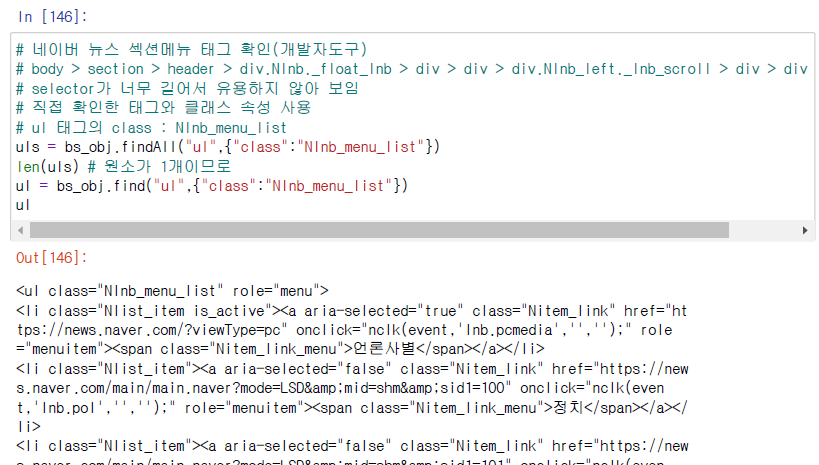 In [146]:
# 네이버 뉴스 섹션메뉴 태그 확인(개발자도구)
# body > section > header > div.Nlnb._float_lnb > div > div > div.Nlnb_left._lnb_scroll > div > div
# selector가 너무 길어서 유용하지 않아 보임
# 직접 확인한 태그와 클래스 속성 사용
# ul 태그의 class : Nlnb_menu_list
uls = bs_obj.findAll("ul",{"class":"Nlnb_menu_list"})
len(uls) # 원소가 1개이므로
ul = bs_obj.find("ul",{"class":"Nlnb_menu_list"})
ul
Out[146]:
<ul class="Nlnb_menu_list" role="menu">
<li class="Nlist_item is_active"><a aria-selected="true" class="Nitem_link" href="ht
tps://news.naver.com/?viewType=pc" onclick="nclk(event,'lnb.pcmedia','','');" role
="menuitem"><span class="Nitem_link_menu">언론사별</span></a></li>
<li class="Nlist_item"><a aria-selected="false" class="Nitem_link" href="https://new
s.naver.com/main/main.naver?mode=LSD&amp;mid=shm&amp;sid1=100" onclick="nclk(even
t,'lnb.pol','','');" role="menuitem"><span class="Nitem_link_menu">정치</span></a></
li>
<li class="Nlist_item"><a aria-selected="false" class="Nitem_link" href="https://new
s.naver.com/main/main.naver?mode=LSD&amp;mid=shm&amp;sid1=101" onclick="nclk(even